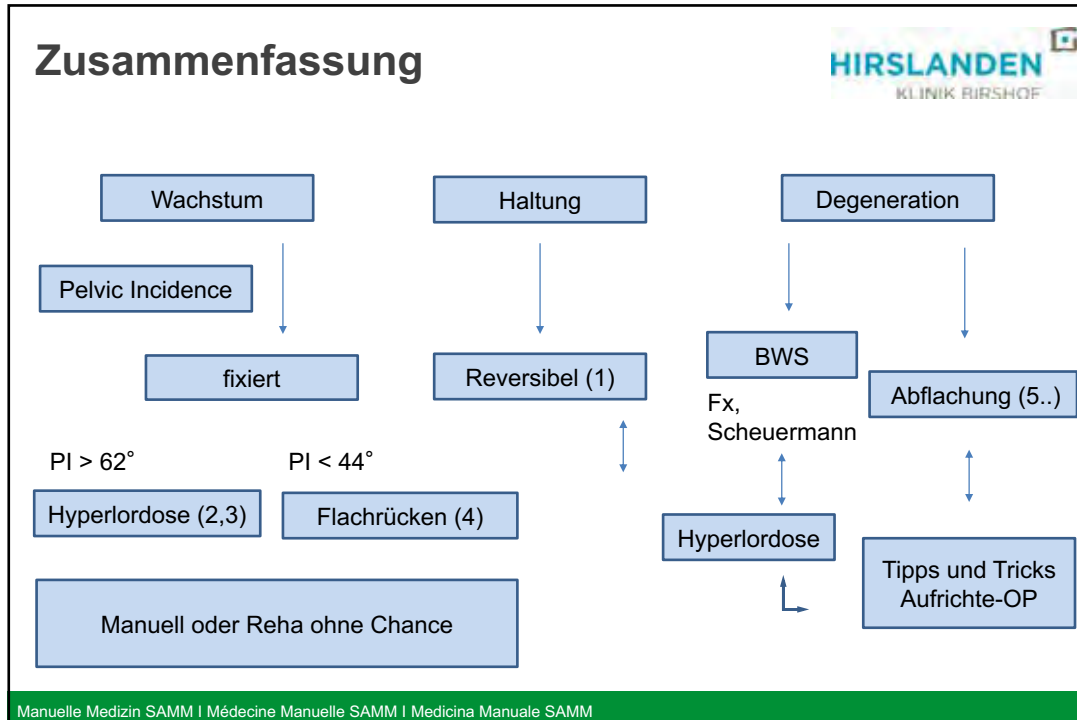 Zusammenfassung
HIRSLANDEN
KLINIK BIRSHOF
Wachstum
Haltung
Degeneration
Pelvic Incidence
fixiert
Reversibel (1)
BWS
Abflachung (5..)
Fx,
Scheuermann
PI > 62°
PI < 44°
Hyperlordose (2,3)
Flachrücken (4)
Hyperlordose
Tipps und Tricks
Aufrichte-OP
Manuell oder Reha ohne Chance
Manuelle Medizin SAMM I Médecine Manuelle SAMM I Medicina Manuale SAMM